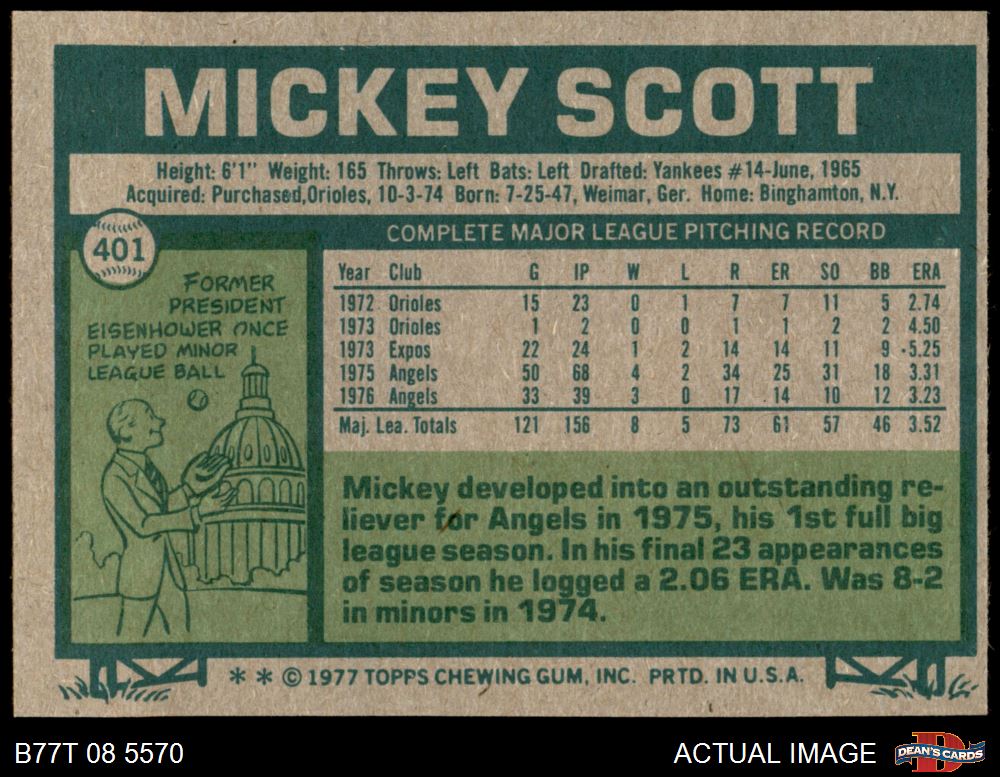 MICKEY SCOTT
Height: 6'1" Weight: 165 Throws: Left Bats: Left Drafted: Yankees #14-June, 1965
Acquired: Purchased,Orioles, 10-3-74 Born: 7-25-47, Weimar, Ger. Home: Binghamton, N.Y.
401
FORMER
PRESIDENT
EISENHOWER ONCE
PLAYED MINOR
LEAGUE BALL
COMPLETE MAJOR LEAGUE PITCHING RECORD
Year Club G IP W L R ER SO BB ERA
1972 Orioles 15 23 0 1 7 7 11 5 2.74
1973 Orioles 1 2 0 0 1 1 2 2 4.50
1973 Expos 22 24 1 2 14 14 11 9 5.25
1975 Angels 50 68 4 2 34 25 31 18 3.31
1976 Angels 33 39 3 0 17 14 10 12 3.23
Maj. Lea. Totals 121 156 8 5 73 61 57 46 3.52
Mickey developed into an outstanding re-
liever for Angels in 1975, his 1st full big
league season. In his final 23 appearances
of season he logged a 2.06 ERA. Was 8-2
in minors in 1974.
* * © 1977 TOPPS CHEWING GUM, INC. PRTD. IN U.S.A.
B77T 08 5570
ACTUAL IMAGE
DEAN'S CARDS